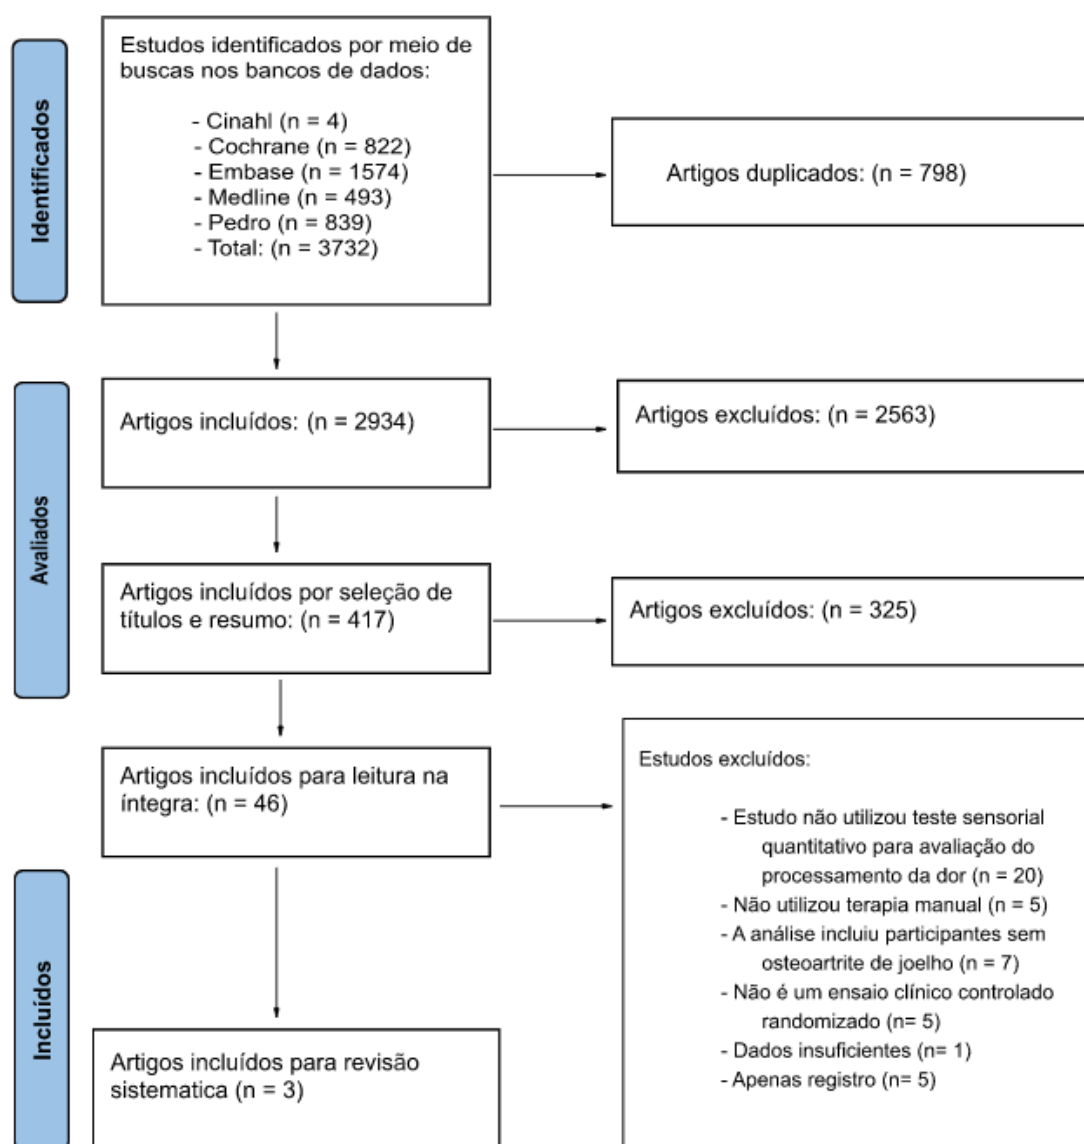 Identificados
Estudos identificados por meio de
buscas nos bancos de dados:
- Cinahl (n = 4)
- Cochrane (n = 822)
- Embase (n = 1574)
- Medline (n = 493)
- Pedro (n = 839)
- Total: (n = 3732)
Artigos duplicados: (n = 798)
Avaliados
Artigos incluídos: (n = 2934)
Artigos excluídos: (n = 2563)
Artigos incluídos por seleção de
títulos e resumo: (n = 417)
Artigos excluídos: (n = 325)
Artigos incluídos para leitura na
íntegra: (n = 46)
Estudos excluídos:
- Estudo não utilizou teste sensorial
quantitativo para avaliação do
processamento da dor (n = 20)
- Não utilizou terapia manual (n = 5)
- A análise incluiu participantes sem
osteoartrite de joelho (n = 7)
- Não é um ensaio clínico controlado
randomizado (n= 5)
- Dados insuficientes (n= 1)
- Apenas registro (n= 5)
Incluídos
Artigos incluídos para revisão
sistematica (n = 3)